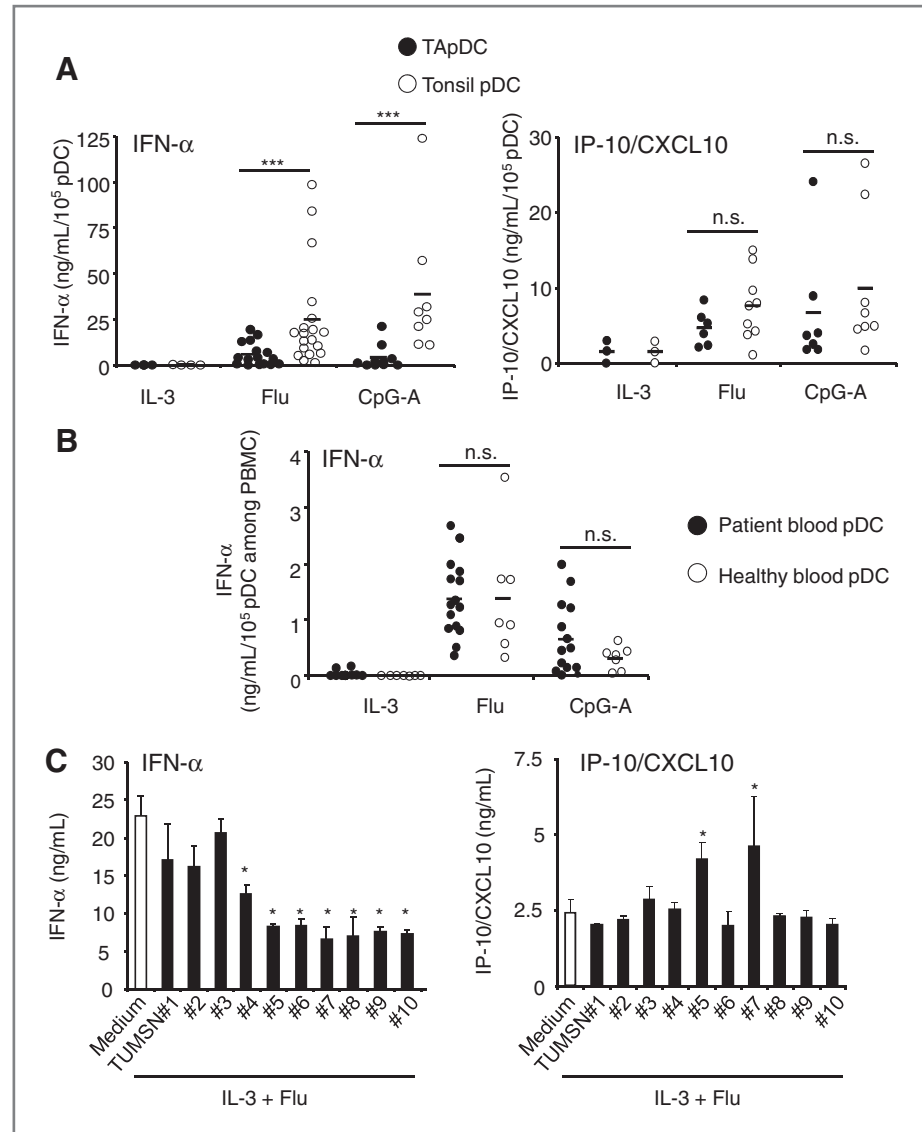 TApDC
Tonsil pDC
A
IFN-α
IFN-α (ng/mL/10⁵ pDC)
125
100
75
50
25
0
***
***
IL-3
Flu
CpG-A
IP-10/CXCL10
IP-10/CXCL10 (ng/mL/10⁵ pDC)
30
20
10
0
n.s.
n.s.
IL-3
Flu
CpG-A
B
IFN-α
IFN-α
(ng/mL/10⁵ pDC among PBMC)
4
3
2
1
0
n.s.
n.s.
IL-3
Flu
CpG-A
Patient blood pDC
Healthy blood pDC
C
IFN-α
IFN-α (ng/mL)
30
25
20
15
10
5
0
*
*
*
*
*
*
*
Medium
TUMSN#1
#2
#3
#4
#5
#6
#7
#8
#9
#10
IL-3 + Flu
IP-10/CXCL10
IP-10/CXCL10 (ng/mL)
7.5
5
2.5
0
*
*
Medium
TUMSN#1
#2
#3
#4
#5
#6
#7
#8
#9
#10
IL-3 + Flu